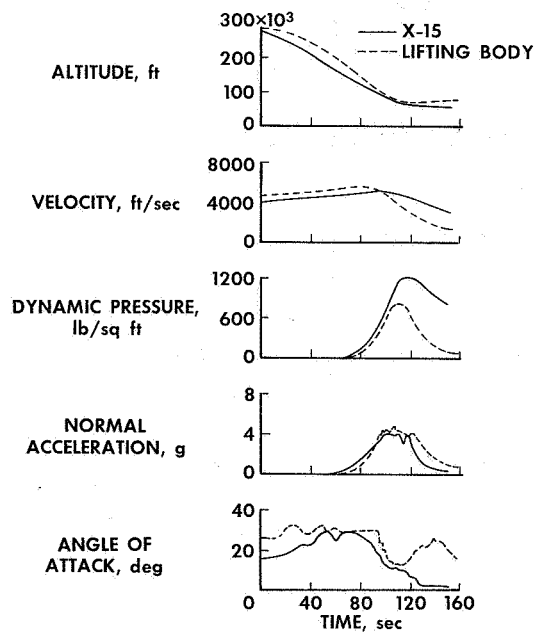 300×10³
X-15
LIFTING BODY
ALTITUDE, ft
200
100
0
8000
VELOCITY, ft/sec
4000
0
1200
DYNAMIC PRESSURE,
lb/sq ft
600
0
8
NORMAL
ACCELERATION, g
4
0
40
ANGLE OF
ATTACK, deg
20
0 40 80 120 160
TIME, sec